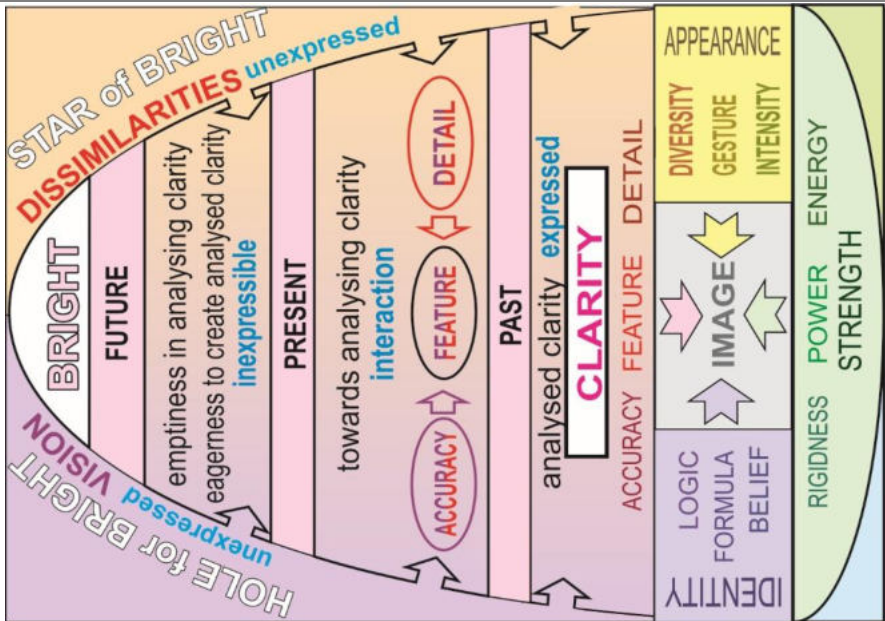 HOLE for BRIGHT
STAR of BRIGHT
VISION
DISSIMILARITIES
BRIGHT
unexpressed
unexpressed
FUTURE
emptiness in analysing clarity
eagerness to create analysed clarity
inexpressible
PRESENT
towards analysing clarity
interaction
ACCURACY FEATURE DETAIL
PAST
analysed clarity expressed
CLARITY
ACCURACY FEATURE DETAIL
IDENTITY
LOGIC
FORMULA
BELIEF
IMAGE
DIVERSITY
GESTURE
INTENSITY
APPEARANCE
RIGIDNESS POWER ENERGY
STRENGTH